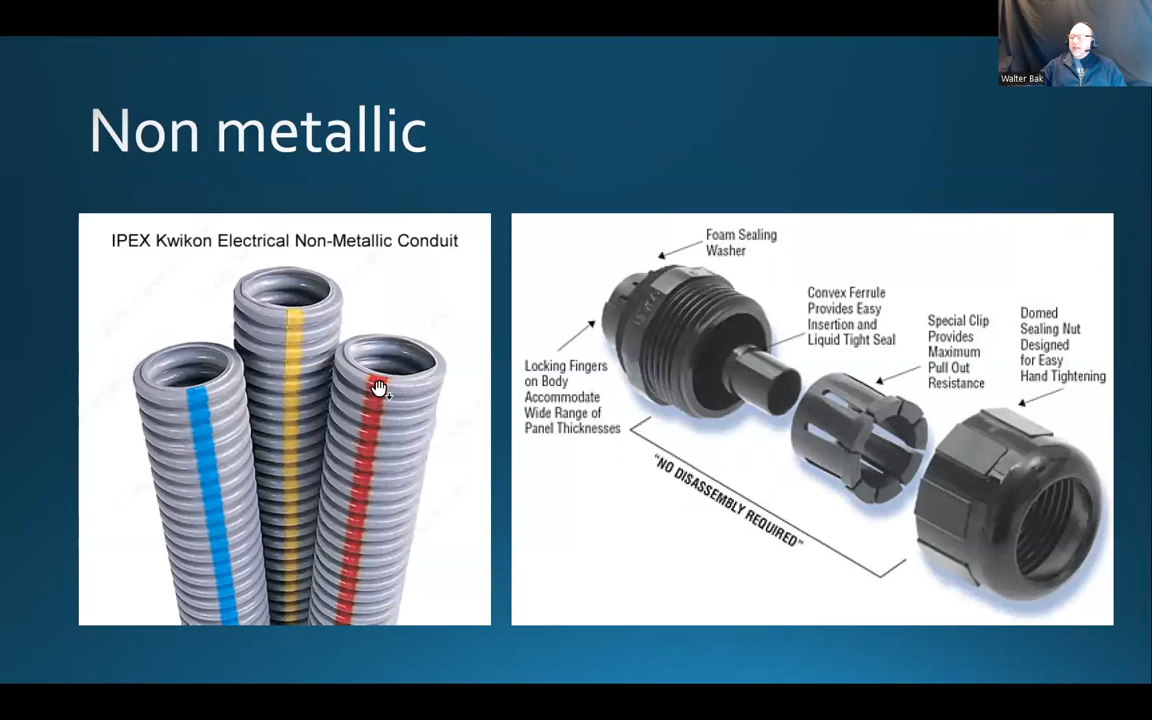 Walter Bak
Non metallic
IPEX Kwikon Electrical Non-Metallic Conduit
Foam Sealing
Washer
Convex Ferrule
Provides Easy
Insertion and
Liquid Tight Seal
Special Clip
Provides
Maximum
Pull Out
Resistance
Domed
Sealing Nut
Designed
for Easy
Hand Tightening
Locking Fingers
on Body
Accommodate
Wide Range of
Panel Thicknesses
"NO DISASSEMBLY REQUIRED"